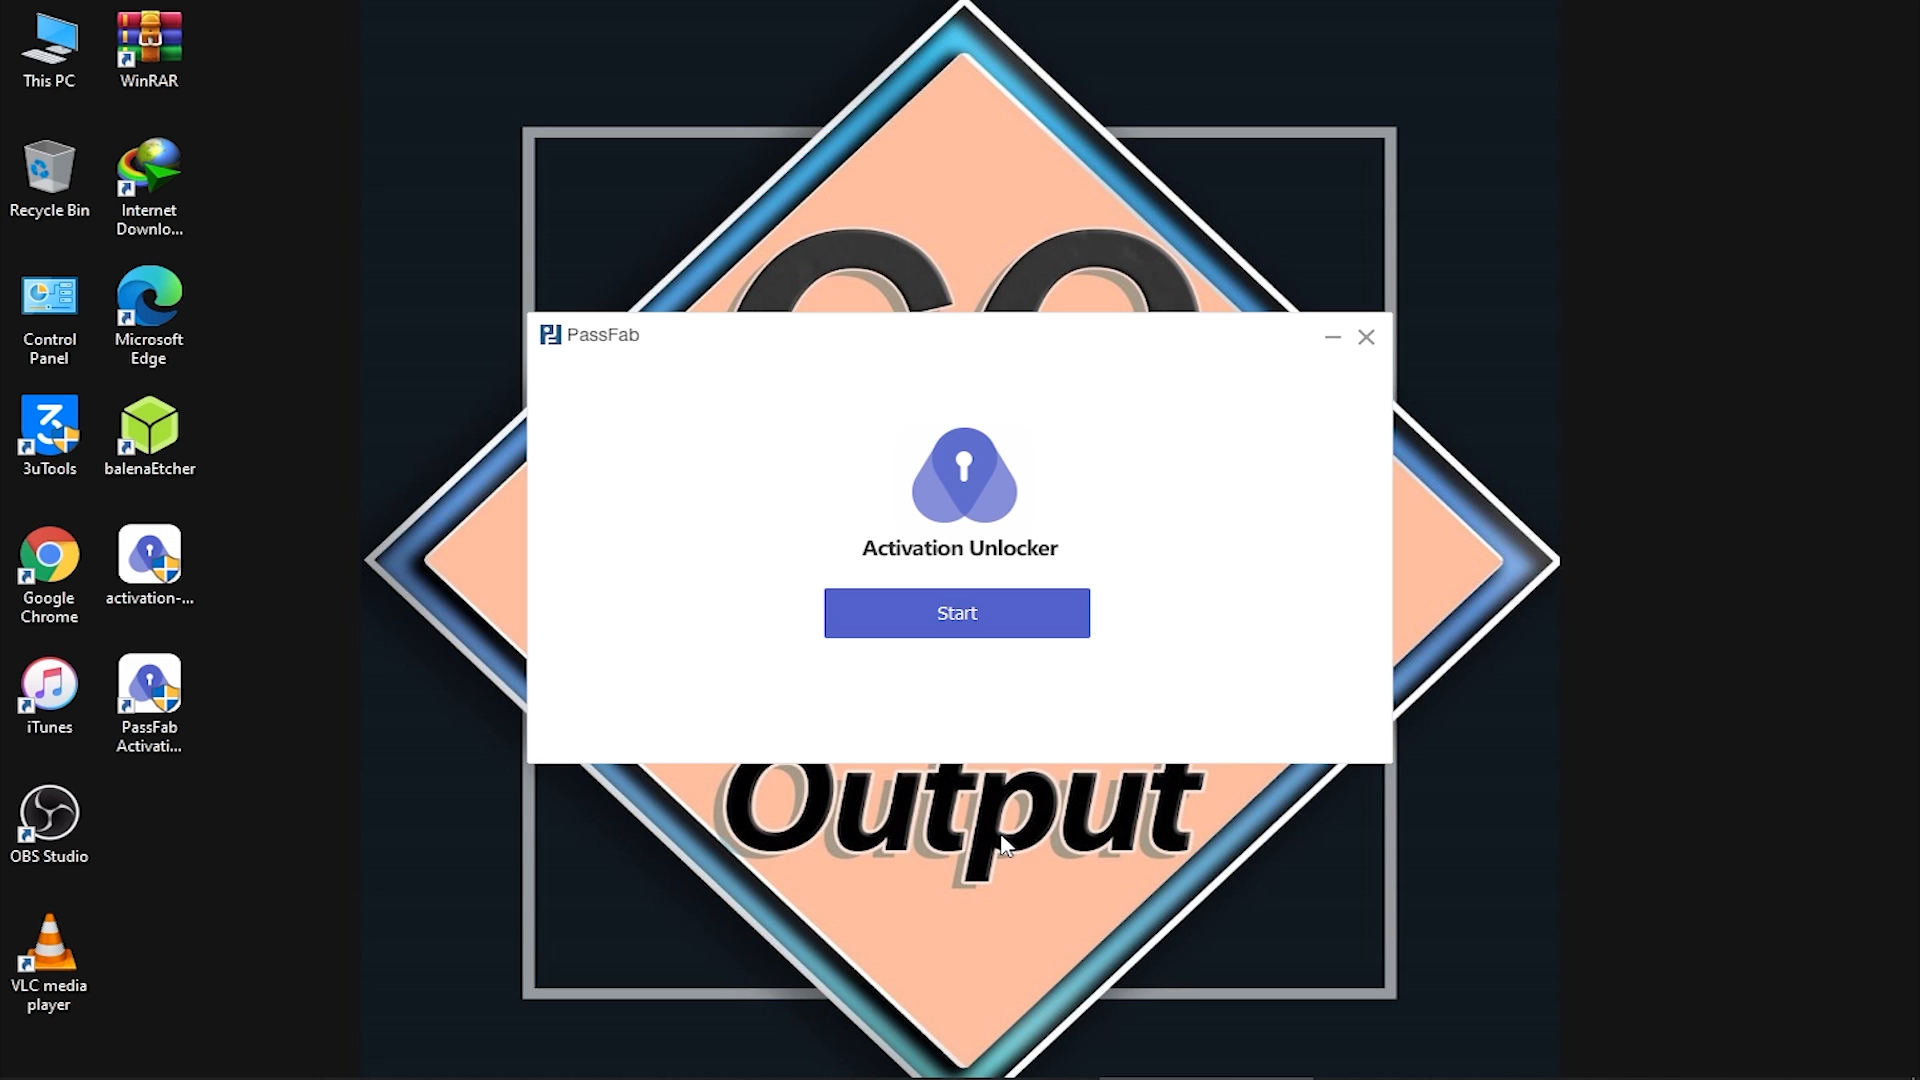 This PC
WinRAR
Recycle Bin
Internet
Downlo...
Control
Panel
Microsoft
Edge
3uTools
balenaEtcher
Google
Chrome
activation-...
iTunes
PassFab
Activati...
OBS Studio
VLC media
player
PassFab
Activation Unlocker
Start
Output